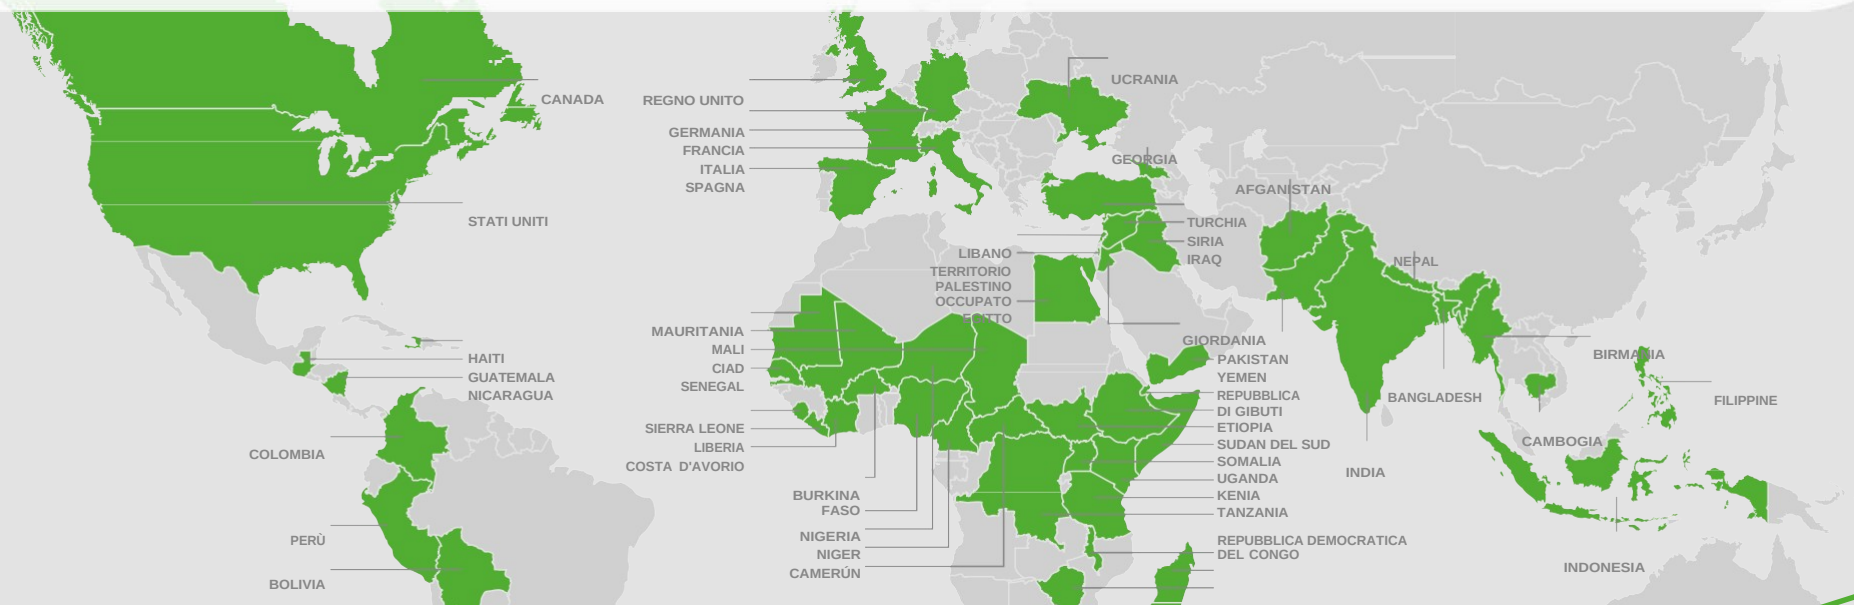 CANADA
STATI UNITI
HAITI
GUATEMALA
NICARAGUA
COLOMBIA
PERÙ
BOLIVIA
REGNO UNITO
GERMANIA
FRANCIA
ITALIA
SPAGNA
UCRANIA
GEORGIA
AFGANISTAN
TURCHIA
SIRIA
IRAQ
LIBANO
TERRITORIO
PALESTINO
OCCUPATO
EGITTO
NEPAL
MAURITANIA
MALI
CIAD
SENEGAL
SIERRA LEONE
LIBERIA
COSTA D'AVORIO
BURKINA
FASO
NIGERIA
NIGER
CAMERÚN
GIORDANIA
PAKISTAN
YEMEN
REPUBBLICA
DI GIBUTI
ETIOPIA
SUDAN DEL SUD
SOMALIA
UGANDA
KENIA
TANZANIA
REPUBBLICA DEMOCRATICA
DEL CONGO
BIRMANIA
BANGLADESH
FILIPPINE
CAMBOGIA
INDIA
INDONESIA